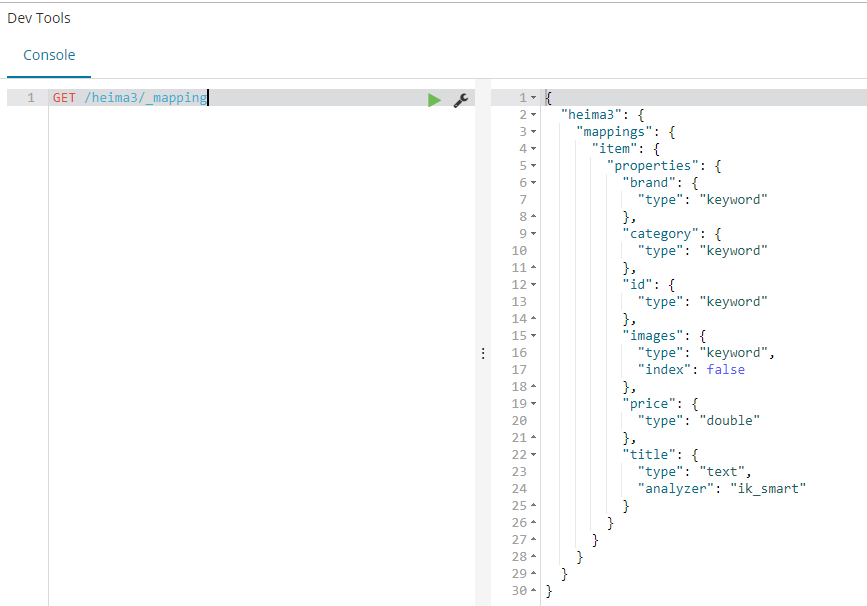 Dev Tools
Console
1 GET /heima3/_mapping
1 {
2 "heima3": {
3 "mappings": {
4 "item": {
5 "properties": {
6 "brand": {
7 "type": "keyword"
8 },
9 "category": {
10 "type": "keyword"
11 },
12 "id": {
13 "type": "keyword"
14 },
15 "images": {
16 "type": "keyword",
17 "index": false
18 },
19 "price": {
20 "type": "double"
21 },
22 "title": {
23 "type": "text",
24 "analyzer": "ik_smart"
25 }
26 }
27 }
28 }
29 }
30 }